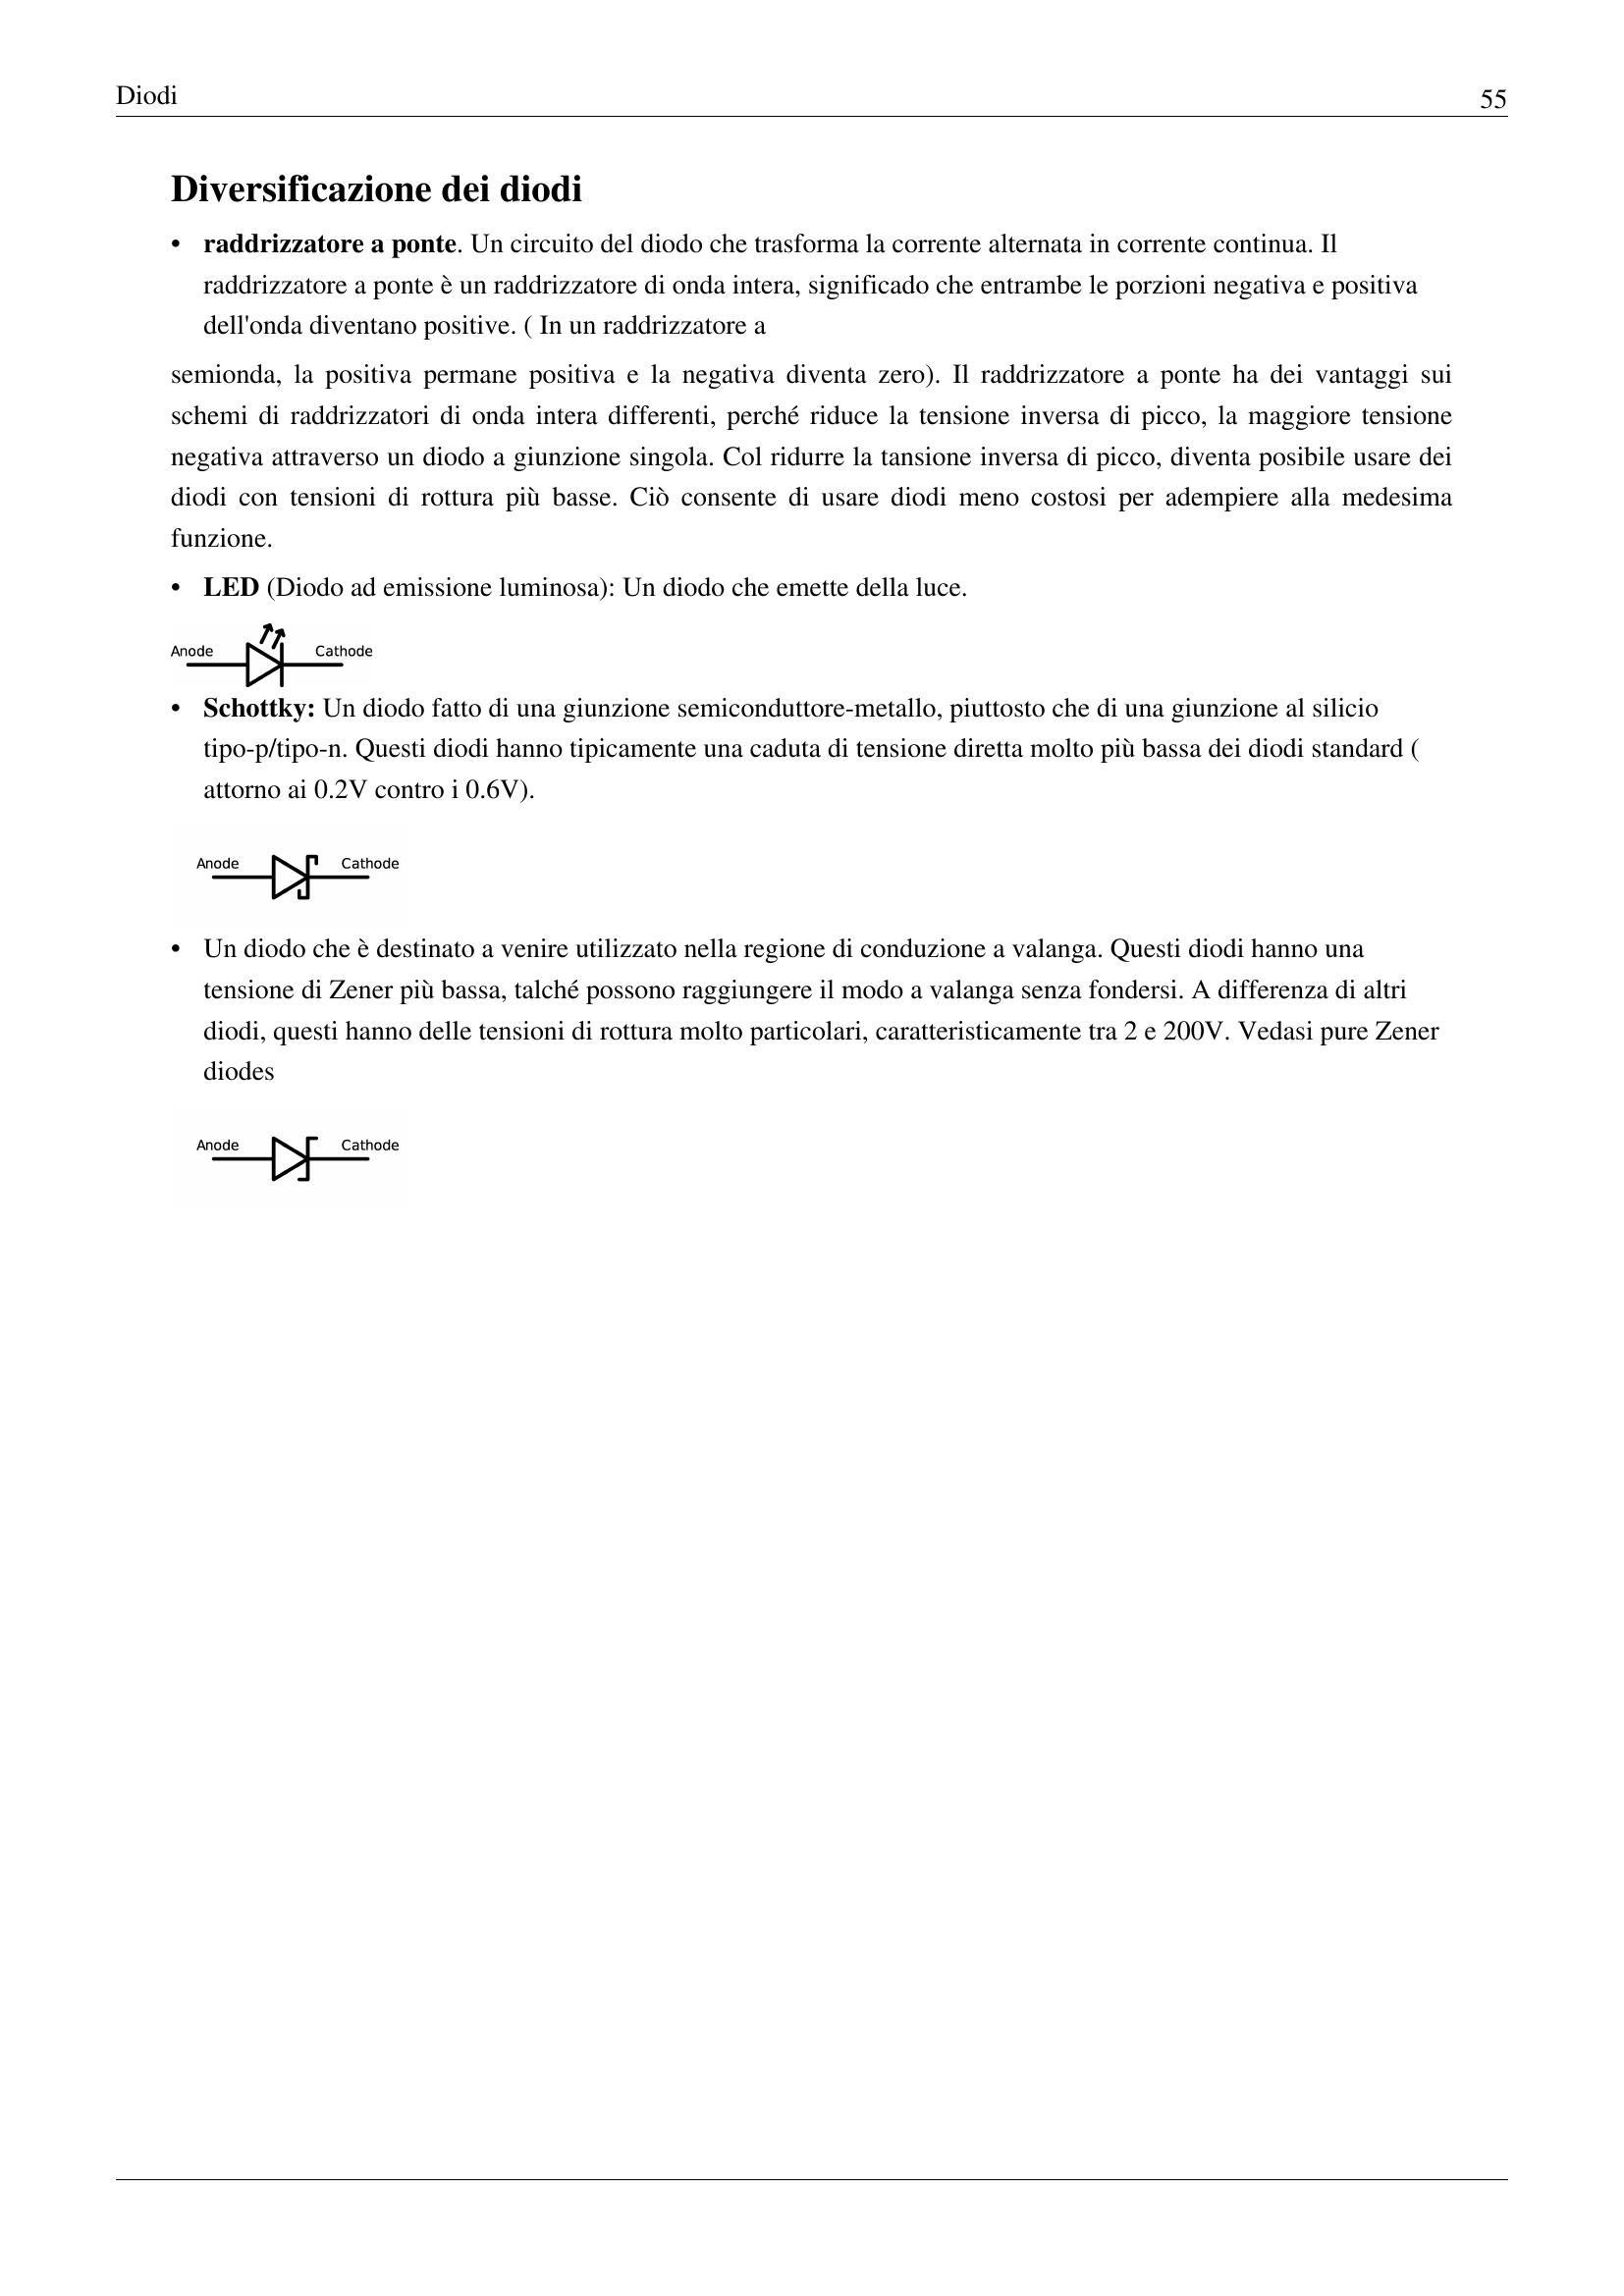 Diodi 55
Diversificazione dei diodi
• raddrizzatore a ponte. Un circuito del diodo che trasforma la corrente alternata in corrente continua. Il
raddrizzatore a ponte è un raddrizzatore di onda intera, significado che entrambe le porzioni negativa e positiva
dell'onda diventano positive. ( In un raddrizzatore a
semionda, la positiva permane positiva e la negativa diventa zero). Il raddrizzatore a ponte ha dei vantaggi sui
schemi di raddrizzatori di onda intera differenti, perché riduce la tensione inversa di picco, la maggiore tensione
negativa attraverso un diodo a giunzione singola. Col ridurre la tansione inversa di picco, diventa posibile usare dei
diodi con tensioni di rottura più basse. Ciò consente di usare diodi meno costosi per adempiere alla medesima
funzione.
• LED (Diodo ad emissione luminosa): Un diodo che emette della luce.
Anode Cathode
• Schottky: Un diodo fatto di una giunzione semiconduttore-metallo, piuttosto che di una giunzione al silicio
tipo-p/tipo-n. Questi diodi hanno tipicamente una caduta di tensione diretta molto più bassa dei diodi standard (
attorno ai 0.2V contro i 0.6V).
Anode Cathode
• Un diodo che è destinato a venire utilizzato nella regione di conduzione a valanga. Questi diodi hanno una
tensione di Zener più bassa, talché possono raggiungere il modo a valanga senza fondersi. A differenza di altri
diodi, questi hanno delle tensioni di rottura molto particolari, caratteristicamente tra 2 e 200V. Vedasi pure Zener
diodes
Anode Cathode